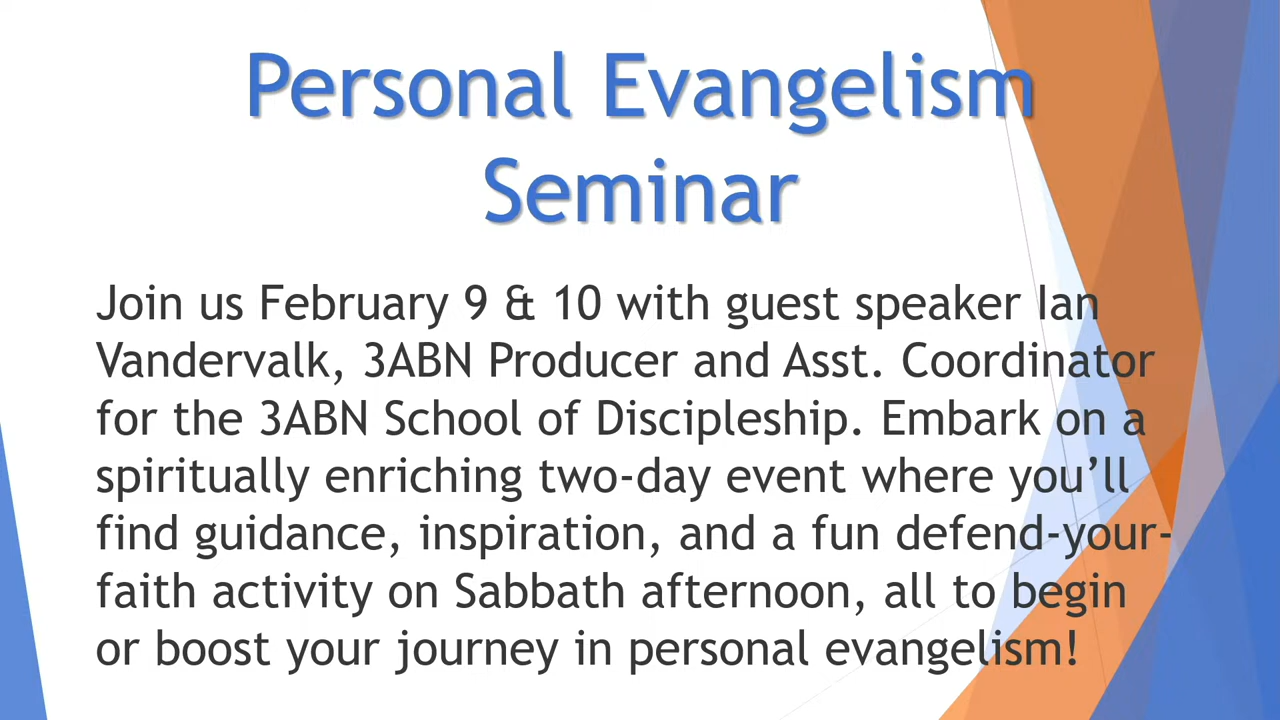 Personal Evangelism
Seminar
Join us February 9 & 10 with guest speaker Ian
Vandervalk, 3ABN Producer and Asst. Coordinator
for the 3ABN School of Discipleship. Embark on a
spiritually enriching two-day event where you’ll
find guidance, inspiration, and a fun defend-your-
faith activity on Sabbath afternoon, all to begin
or boost your journey in personal evangelism!